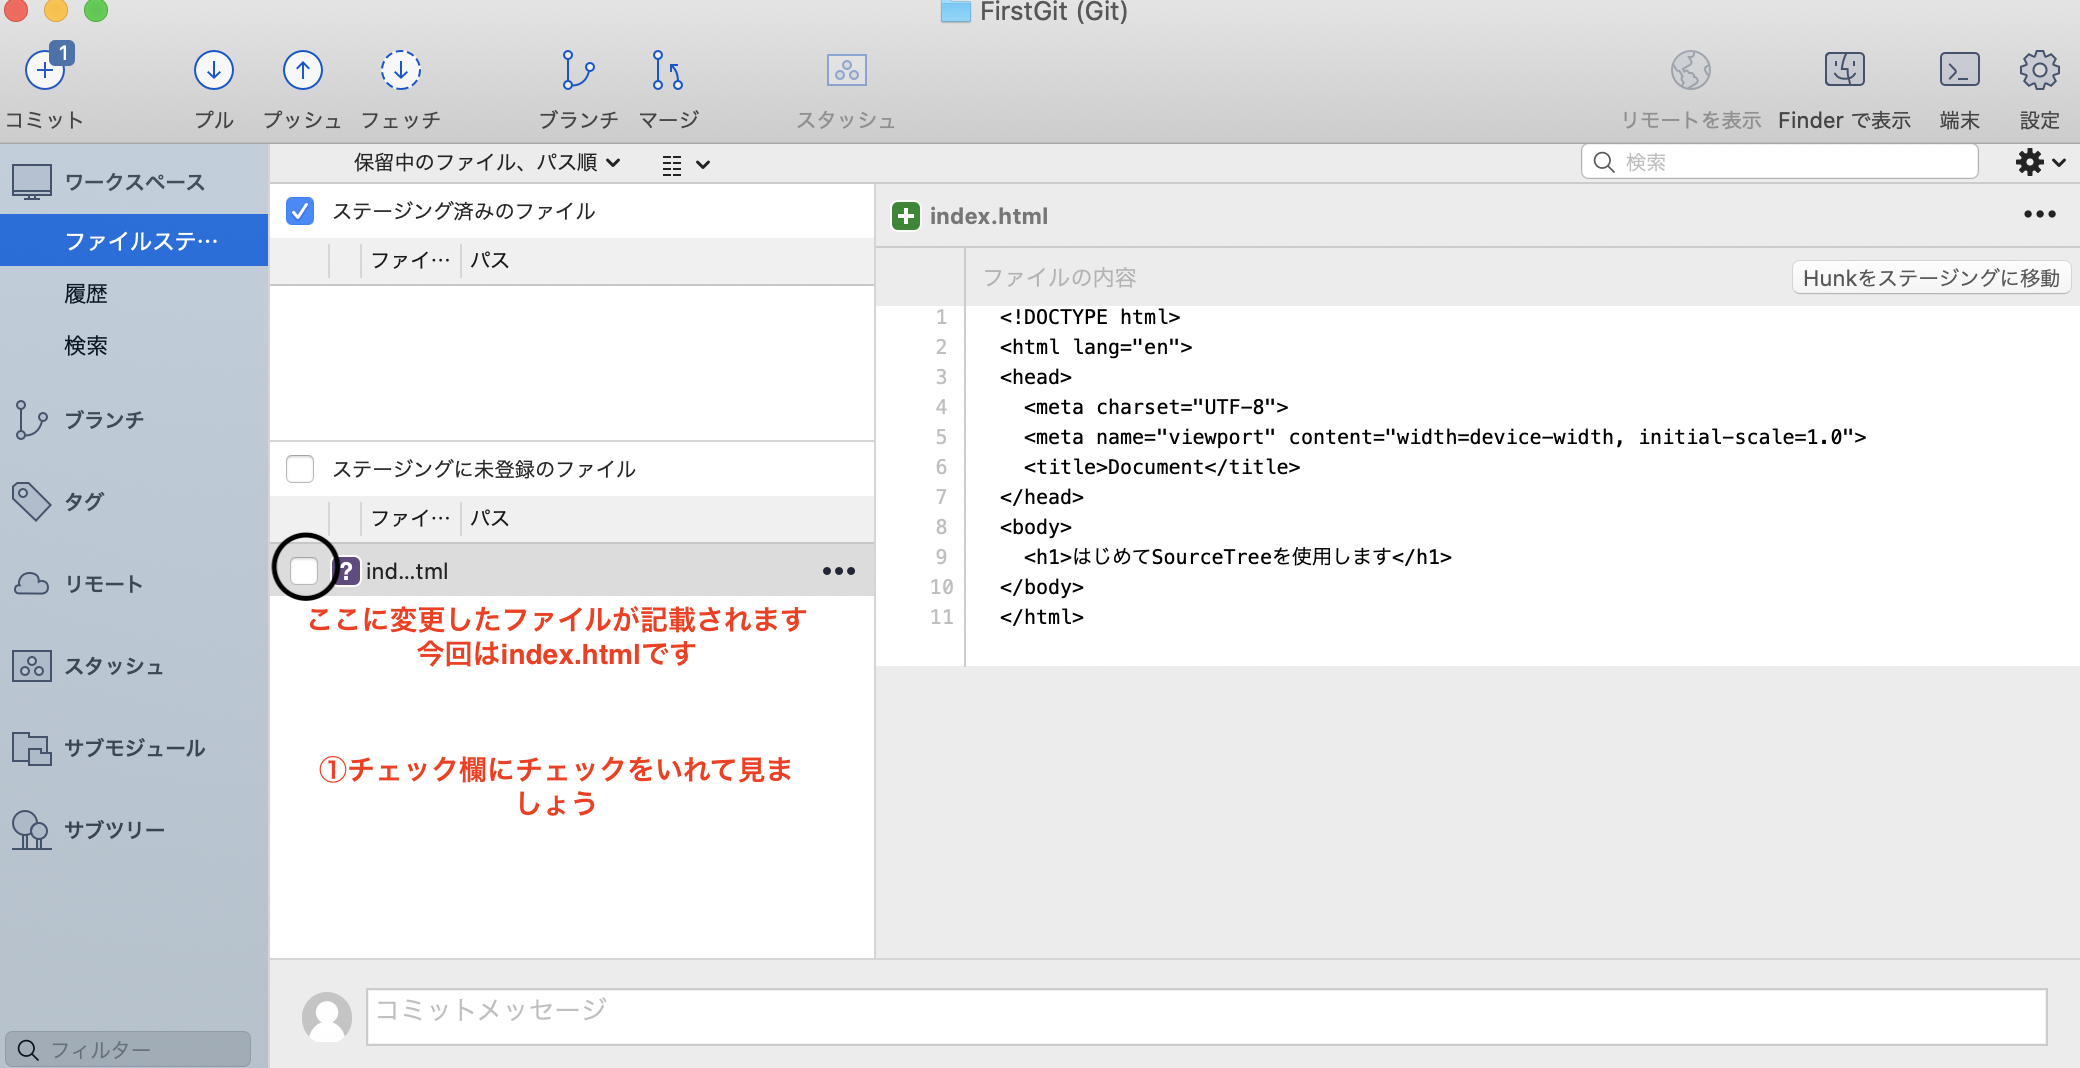 FirstGit (Git)
1
コミット
プル
プッシュ
フェッチ
ブランチ
マージ
スタッシュ
リモートを表示
Finder で表示
端末
設定
ワークスペース
ファイルステ…
履歴
検索
ブランチ
タグ
リモート
スタッシュ
サブモジュール
サブツリー
フィルター
保留中のファイル、パス順
検索
ステージング済みのファイル
ファイ… パス
ステージングに未登録のファイル
ファイ… パス
? ind...tml
ここに変更したファイルが記載されます
今回はindex.htmlです
①チェック欄にチェックをいれて見ま
しょう
index.html
ファイルの内容
Hunkをステージングに移動
1 <!DOCTYPE html>
2 <html lang="en">
3 <head>
4 <meta charset="UTF-8">
5 <meta name="viewport" content="width=device-width, initial-scale=1.0">
6 <title>Document</title>
7 </head>
8 <body>
9 <h1>はじめてSourceTreeを使用します</h1>
10 </body>
11 </html>
コミットメッセージ